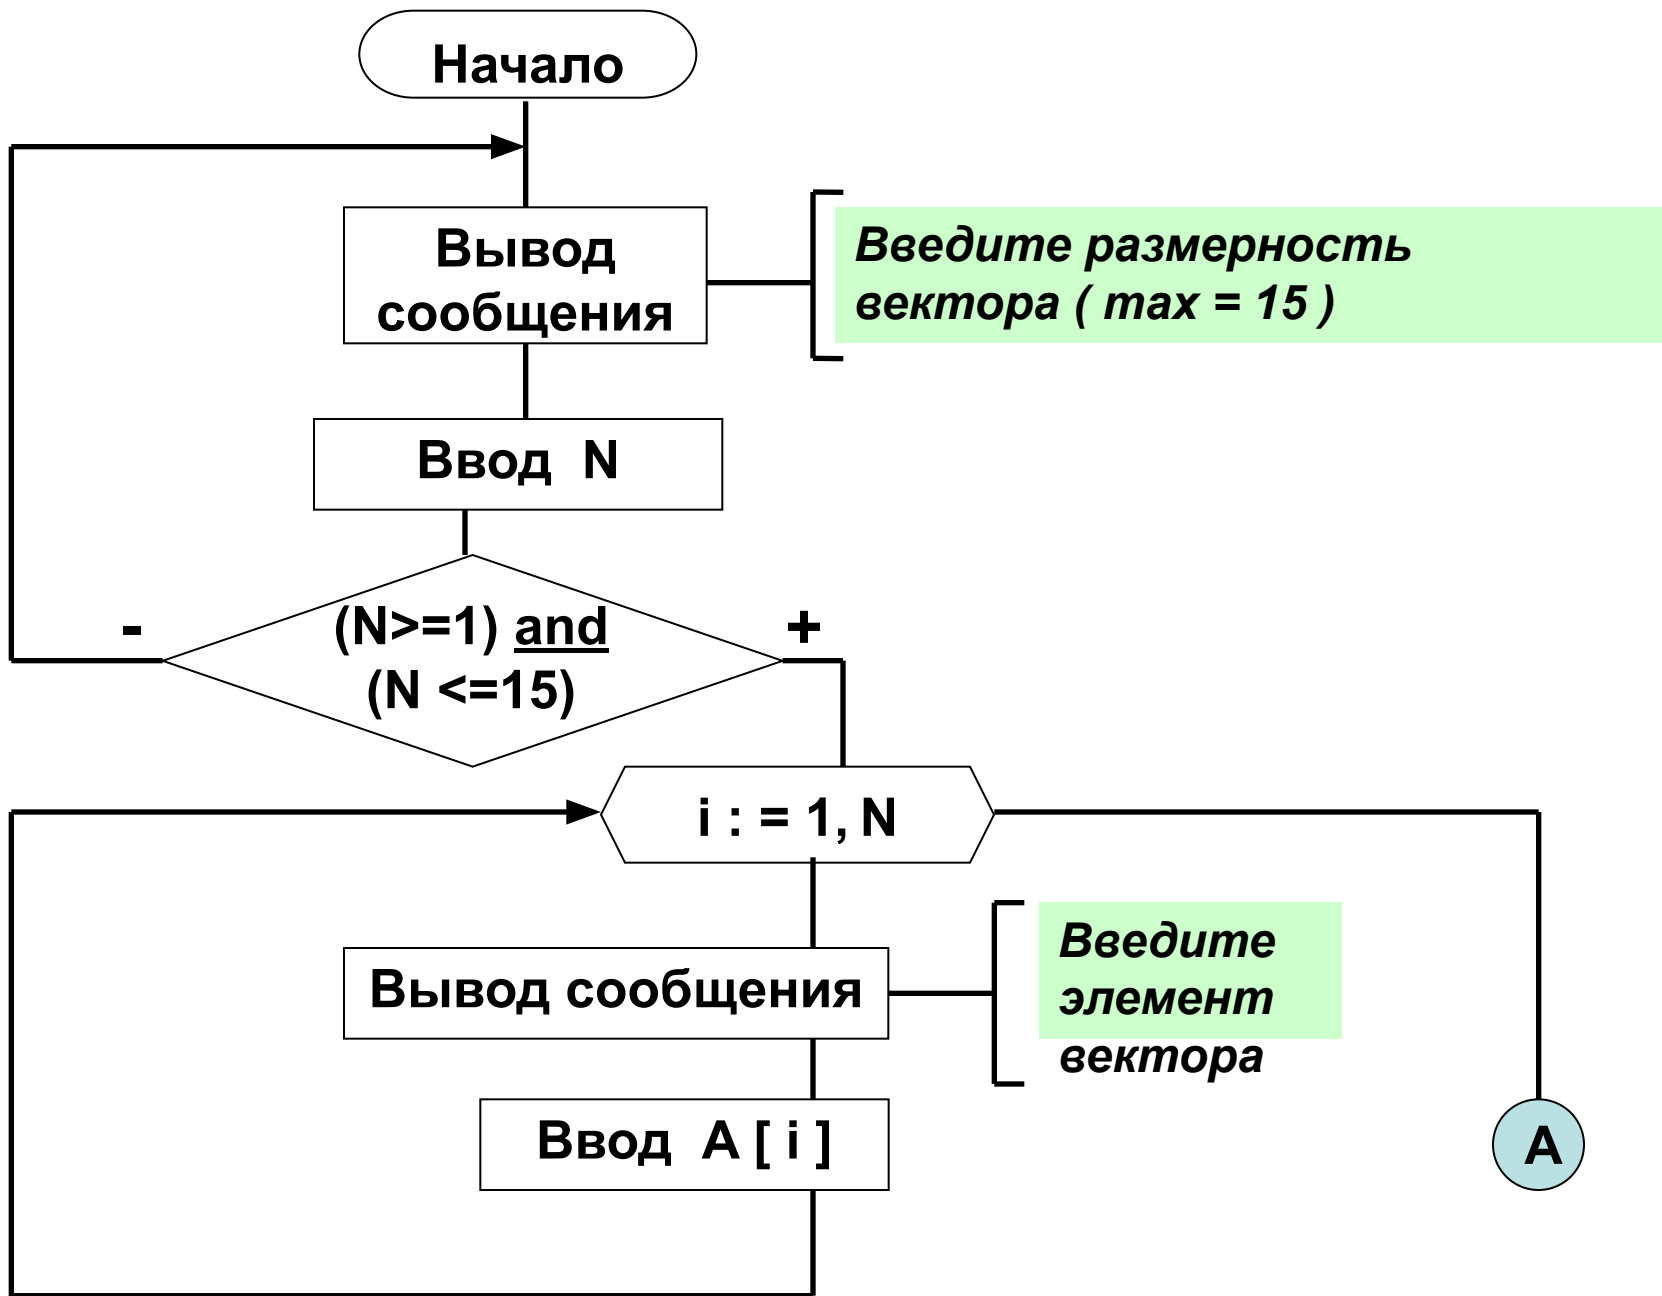 Начало
Вывод
сообщения
Введите размерность
вектора ( max = 15 )
Ввод N
-
(N>=1) and
(N <=15)
+
i : = 1, N
Вывод сообщения
Введите
элемент
вектора
Ввод A [ i ]
А